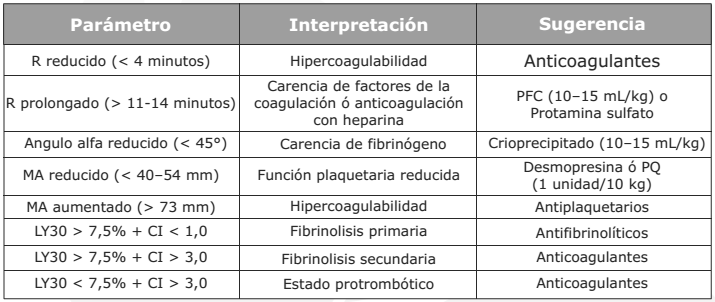 Parámetro Interpretación Sugerencia
R reducido (< 4 minutos) Hipercoagulabilidad Anticoagulantes
R prolongado (> 11-14 minutos) Carencia de factores de la
coagulación ó anticoagulación
con heparina PFC (10–15 mL/kg) o
Protamina sulfato
Angulo alfa reducido (< 45°) Carencia de fibrinógeno Crioprecipitado (10–15 mL/kg)
MA reducido (< 40–54 mm) Función plaquetaria reducida Desmopresina ó PQ
(1 unidad/10 kg)
MA aumentado (> 73 mm) Hipercoagulabilidad Antiplaquetarios
LY30 > 7,5% + CI < 1,0 Fibrinolisis primaria Antifibrinolíticos
LY30 > 7,5% + CI > 3,0 Fibrinolisis secundaria Anticoagulantes
LY30 < 7,5% + CI > 3,0 Estado protrombótico Anticoagulantes